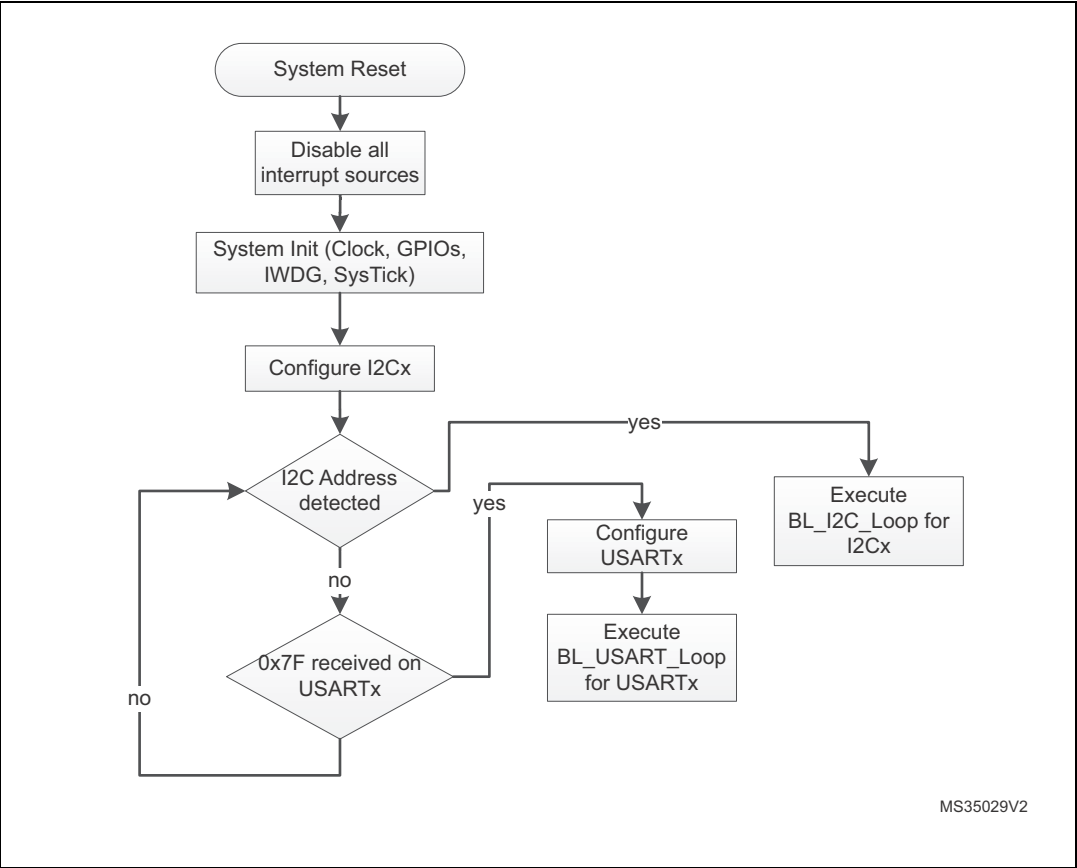 System Reset
Disable all
interrupt sources
System Init (Clock, GPIOs,
IWDG, SysTick)
Configure I2Cx
I2C Address
detected
yes
Execute
BL_I2C_Loop for
I2Cx
no
yes
Configure
USARTx
0x7F received on
USARTx
Execute
BL_USART_Loop
for USARTx
no
MS35029V2